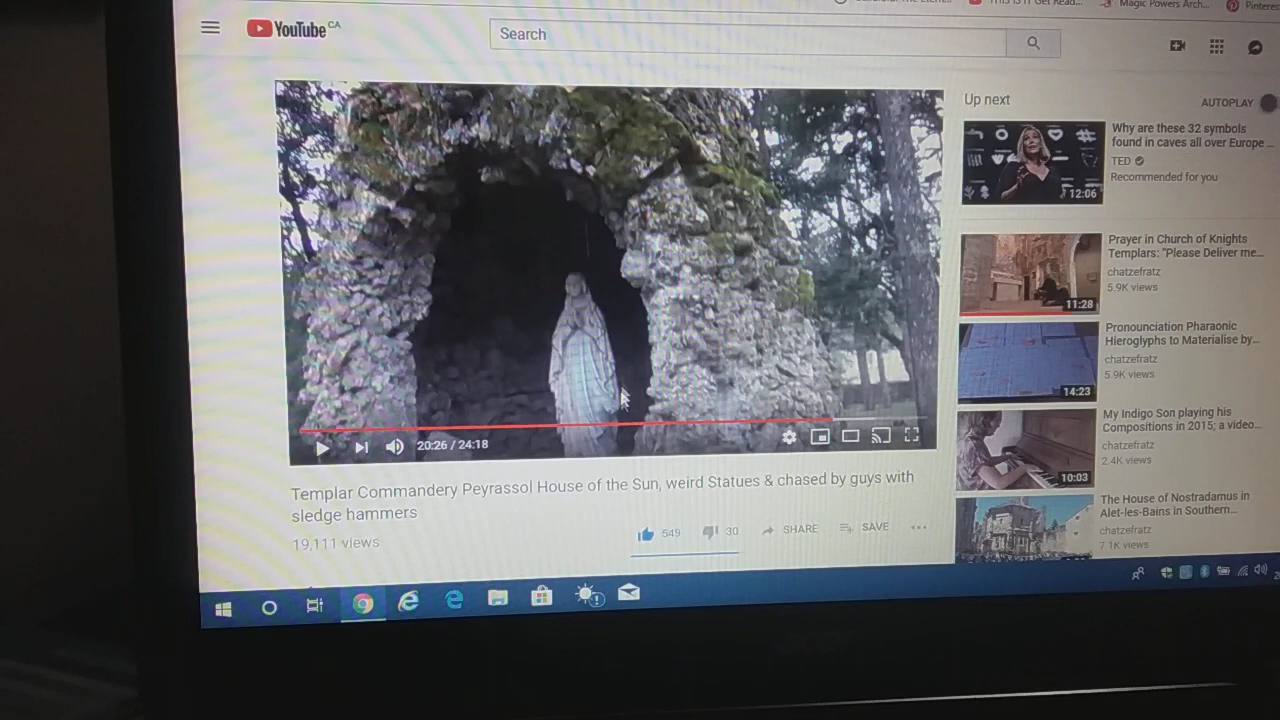 Magic Powers Arch...
YouTube CA
Search
20:26 / 24:18
Templar Commandery Peyrassol House of the Sun, weird Statues & chased by guys with
sledge hammers
19,111 views
549
30
SHARE
SAVE
Up next
AUTOPLAY
12:06
Why are these 32 symbols
found in caves all over Europe ...
TED
Recommended for you
11:28
Prayer in Church of Knights
Templars: "Please Deliver me...
chatzefratz
5.9K views
14:23
Pronounciation Pharaonic
Hieroglyphs to Materialise by...
chatzefratz
5.9K views
10:03
My Indigo Son playing his
Compositions in 2015; a video...
chatzefratz
2.4K views
The House of Nostradamus in
Alet-les-Bains in Southern...
chatzefratz
7.1K views